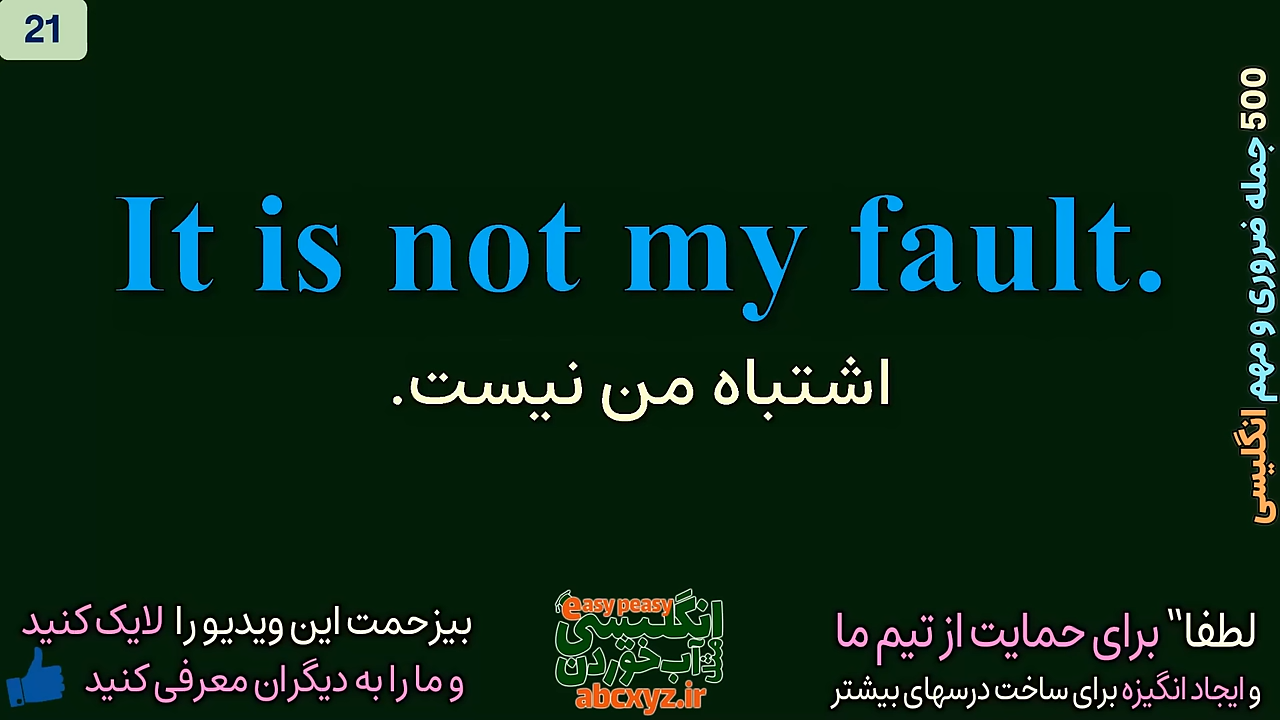 21
It is not my fault.
اشتباه من نیست.
500 جمله ضروری و مهم انگلیسی
لطفا“ برای حمایت از تیم ما
و ایجاد انگیزه برای ساخت درسهای بیشتر
easy peasy
انگلیسی
مثل آب خوردن
abcxyz.ir
بیزحمت این ویدیو را لایک کنید
و ما را به دیگران معرفی کنید